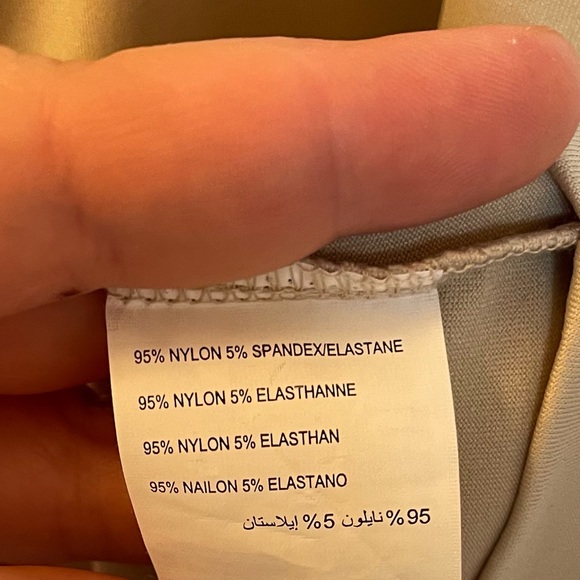 95% NYLON 5% SPANDEX/ELASTANE
95% NYLON 5% ELASTHANNE
95% NYLON 5% ELASTHAN
95% NAILON 5% ELASTANO
95% نايلون 5% إيلاستان